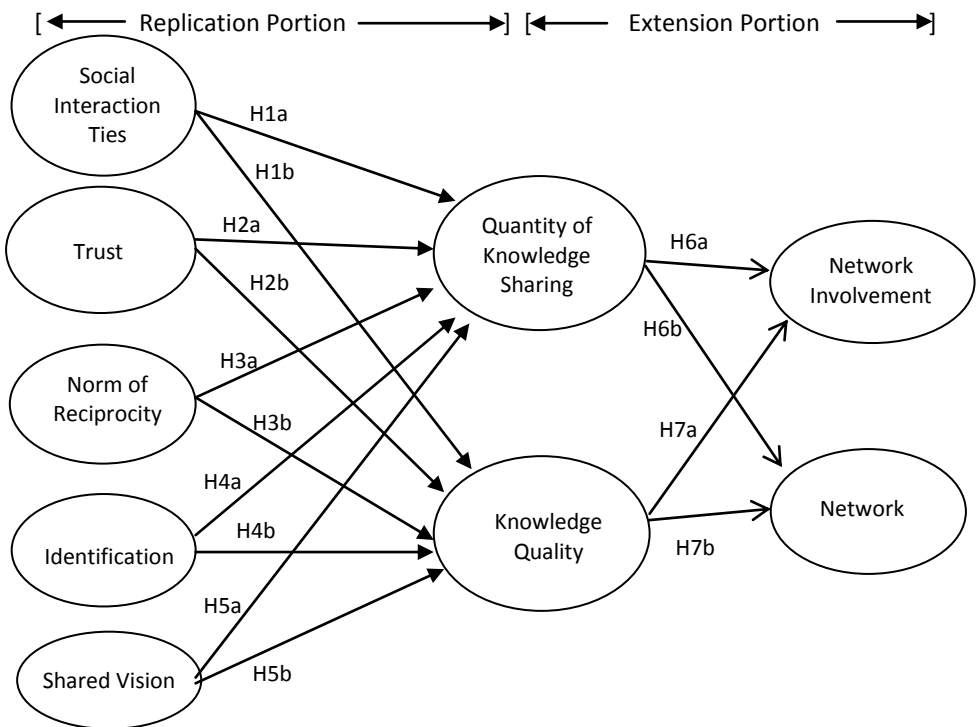 [ Replication Portion ] [ Extension Portion ]
Social
Interaction
Ties
H1a
H1b
Trust
H2a
H2b
Quantity of
Knowledge
Sharing
H6a
H6b
Network
Involvement
Norm of
Reciprocity
H3a
H3b
H7a
Identification
H4a
H4b
Knowledge
Quality
H7b
Network
Shared Vision
H5a
H5b